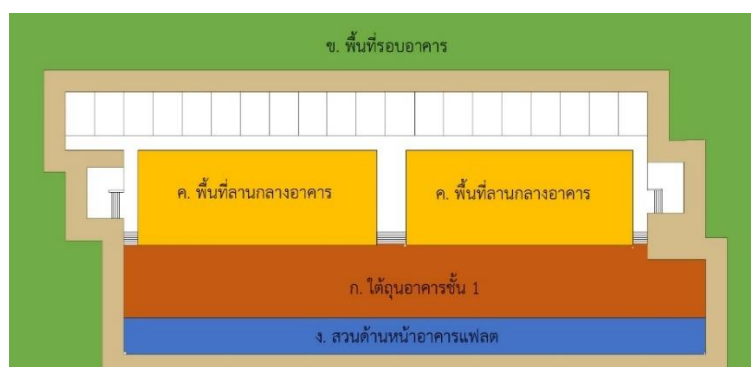 ข. พื้นที่รอบอาคาร
ค. พื้นที่ลานกลางอาคาร
ค. พื้นที่ลานกลางอาคาร
ก. ใต้ถุนอาคารชั้น 1
ง. สวนด้านหน้าอาคารแฟลต